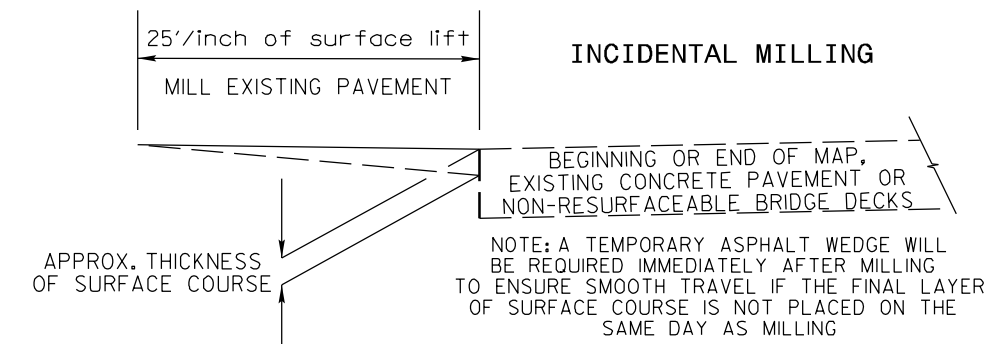 25'/inch of surface lift
INCIDENTAL MILLING
MILL EXISTING PAVEMENT
BEGINNING OR END OF MAP,
EXISTING CONCRETE PAVEMENT OR
NON-RESURFACEABLE BRIDGE DECKS
APPROX. THICKNESS
OF SURFACE COURSE
NOTE: A TEMPORARY ASPHALT WEDGE WILL
BE REQUIRED IMMEDIATELY AFTER MILLING
TO ENSURE SMOOTH TRAVEL IF THE FINAL LAYER
OF SURFACE COURSE IS NOT PLACED ON THE
SAME DAY AS MILLING